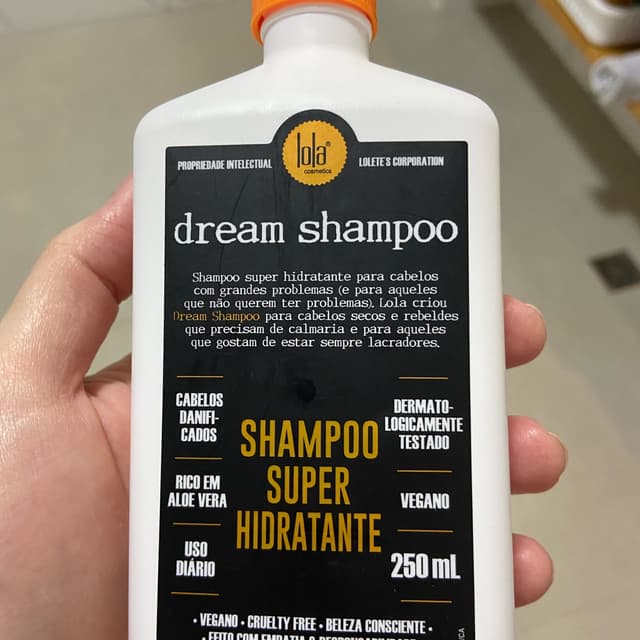 lola®
cosmetics
PROPRIEDADE INTELECTUAL
LOLETE'S CORPORATION
dream shampoo
Shampoo super hidratante para cabelos
com grandes problemas (e para aqueles
que não querem ter problemas). Lola criou
Dream Shampoo para cabelos secos e rebeldes
que precisam de calmaria e para aqueles
que gostam de estar sempre lacradores.
CABELOS
DANIFI-
CADOS
RICO EM
ALOE VERA
USO
DIÁRIO
SHAMPOO
SUPER
HIDRATANTE
DERMATO-
LOGICAMENTE
TESTADO
VEGANO
250 mL
• VEGANO • CRUELTY FREE • BELEZA CONSCIENTE •
• FEITO COM EMPATIA